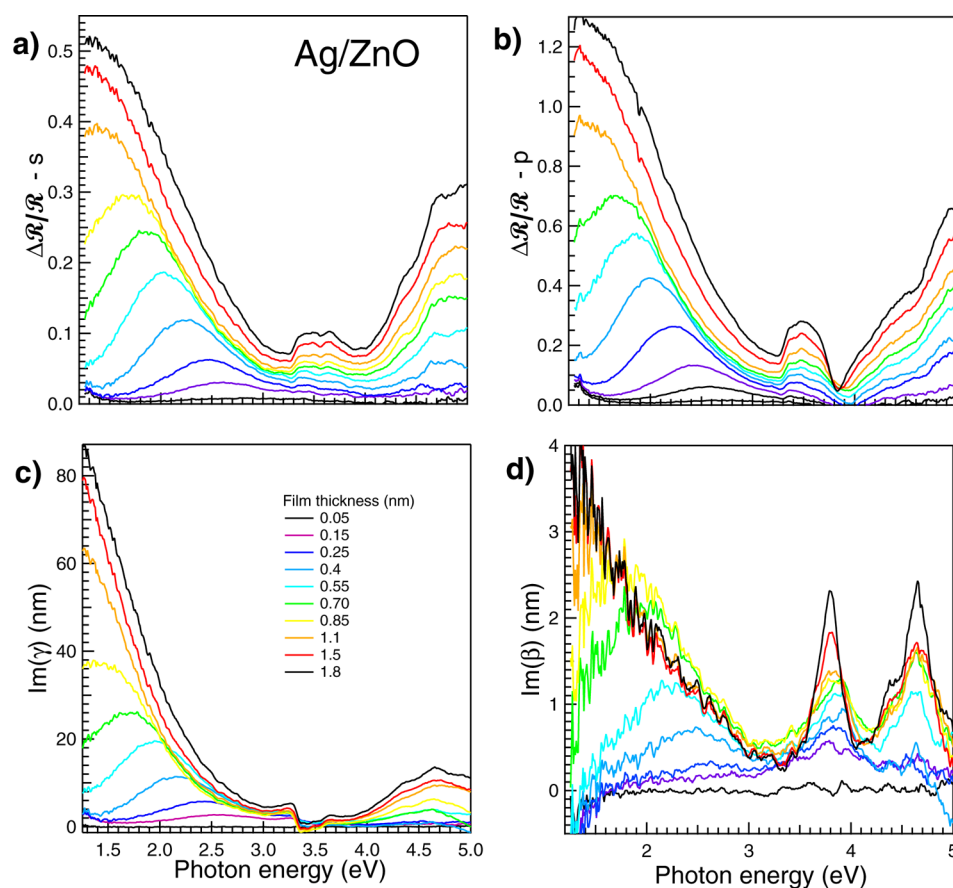 a)
Ag/ZnO
ΔR/R - s
0.5
0.4
0.3
0.2
0.1
0.0
b)
ΔR/R - p
1.2
1.0
0.8
0.6
0.4
0.2
0.0
c)
Im(γ) (nm)
80
60
40
20
0
Film thickness (nm)
0.05
0.15
0.25
0.4
0.55
0.70
0.85
1.1
1.5
1.8
1.5 2.0 2.5 3.0 3.5 4.0 4.5 5.0
Photon energy (eV)
d)
Im(β) (nm)
4
3
2
1
0
2 3 4 5
Photon energy (eV)